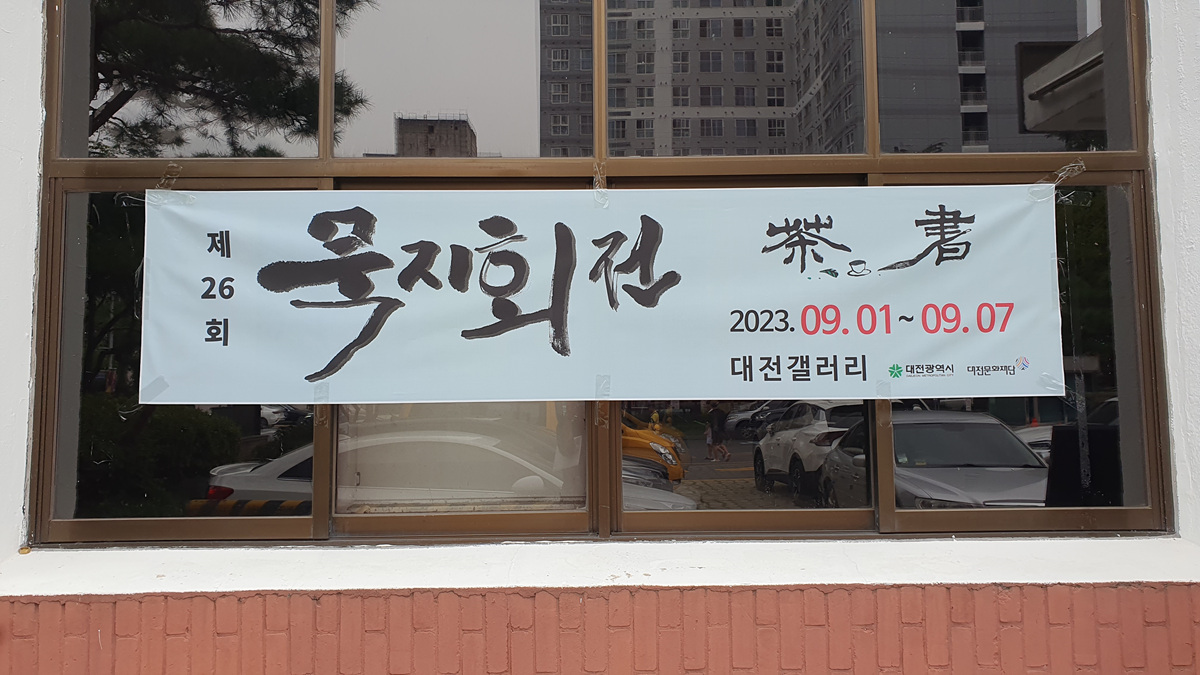 제
26
회
묵지회전
茶 書
2023. 09. 01 ~ 09. 07
대전갤러리
대전광역시
대전문화재단